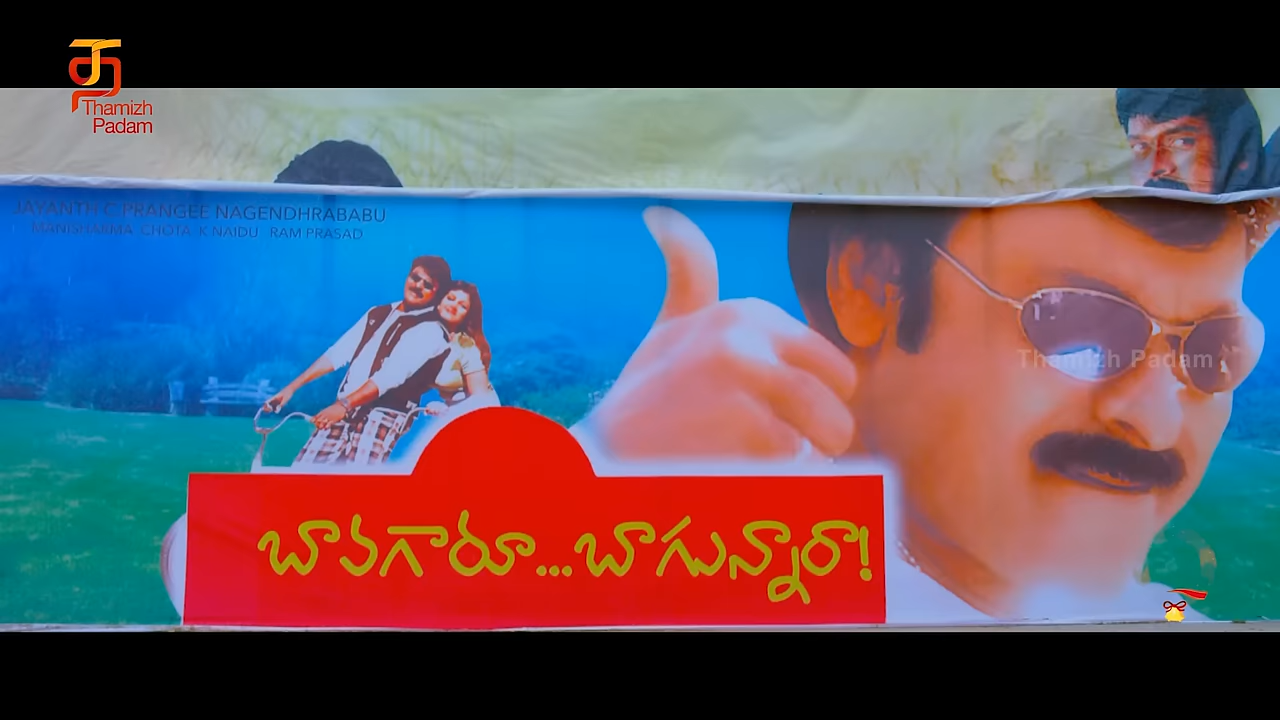 த
Thamizh
Padam
JAYANTH C PRANGEE NAGENDHRABABU
MANISHARMA CHOTA K NAIDU RAM PRASAD
Thamizh Padam
బావగారూ...బాగున్నారా!